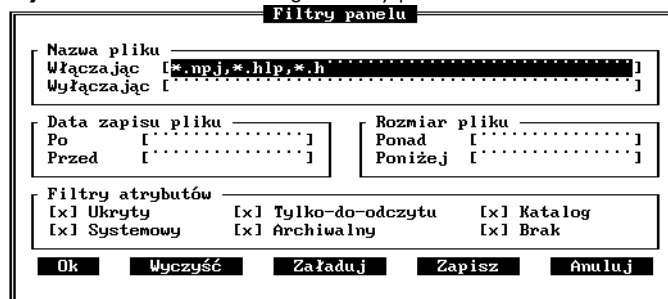 Filtry panelu
Nazwa pliku
Włączając [*.npj,*.hlp,*.h]
Wyłączając []
Data zapisu pliku
Po []
Przed []
Rozmiar pliku
Ponad []
Poniżej []
Filtry atrybutów
[x] Ukryty [x] Tylko-do-odczytu [x] Katalog
[x] Systemowy [x] Archiwalny [x] Brak
Ok Wyczyść Załaduj Zapisz Anuluj